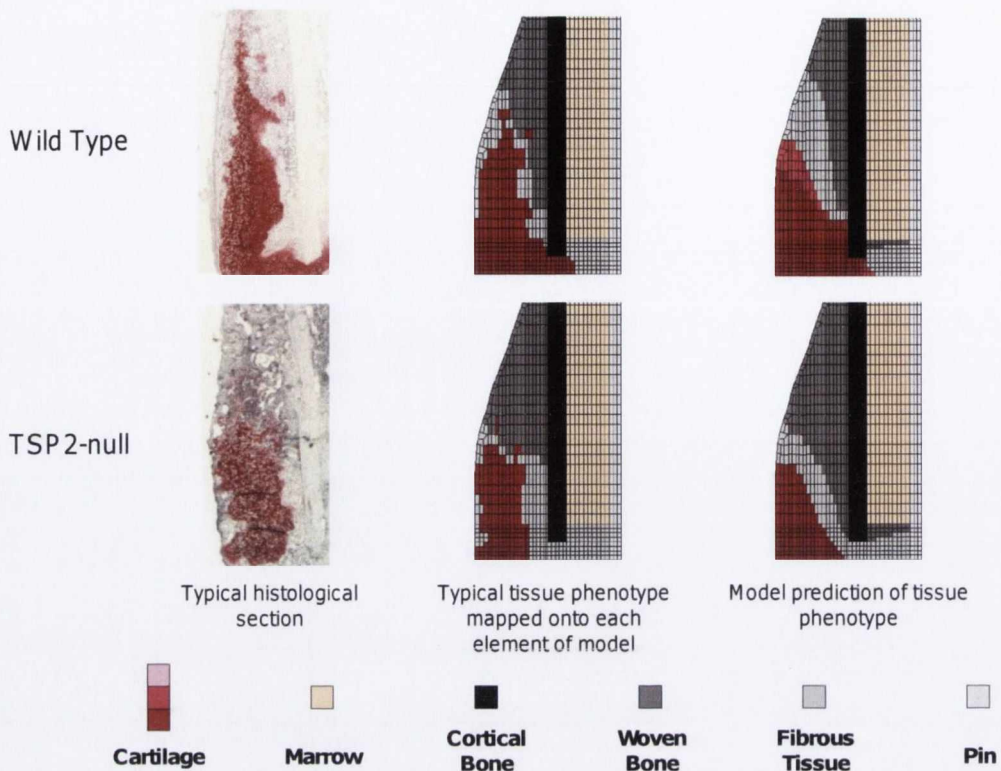 Wild Type
TSP2-null
Typical histological
section
Typical tissue phenotype
mapped onto each
element of model
Model prediction of tissue
phenotype
Cartilage
Marrow
Cortical
Bone
Woven
Bone
Fibrous
Tissue
Pin